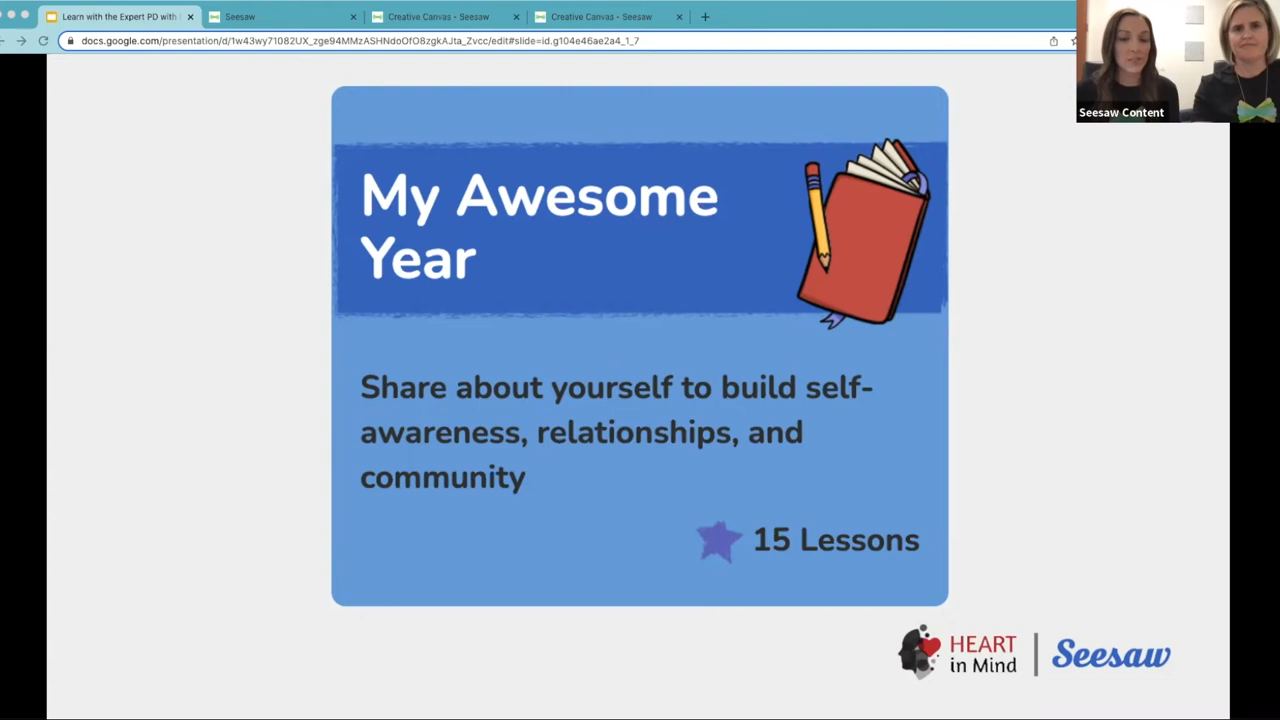 Learn with the Expert PD with
Seesaw
Creative Canvas - Seesaw
Creative Canvas - Seesaw
docs.google.com/presentation/d/1w43wy71082UX_zge94MMzASHNdoOfO8zgkAJta_Zvcc/edit#slide=id.g104e46ae2a4_1_7
Seesaw Content
My Awesome
Year
Share about yourself to build self-
awareness, relationships, and
community
15 Lessons
HEART
in Mind
Seesaw